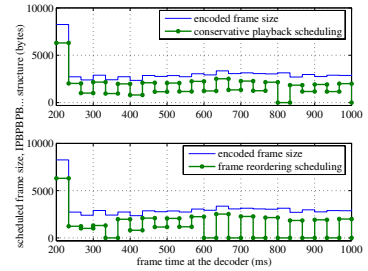 scheduled frame size, IPBPBPB... structure (bytes)
10000
5000
0
encoded frame size
conservative playback scheduling
200 300 400 500 600 700 800 900 1000
10000
5000
0
encoded frame size
frame reordering scheduling
200 300 400 500 600 700 800 900 1000
frame time at the decoder (ms)